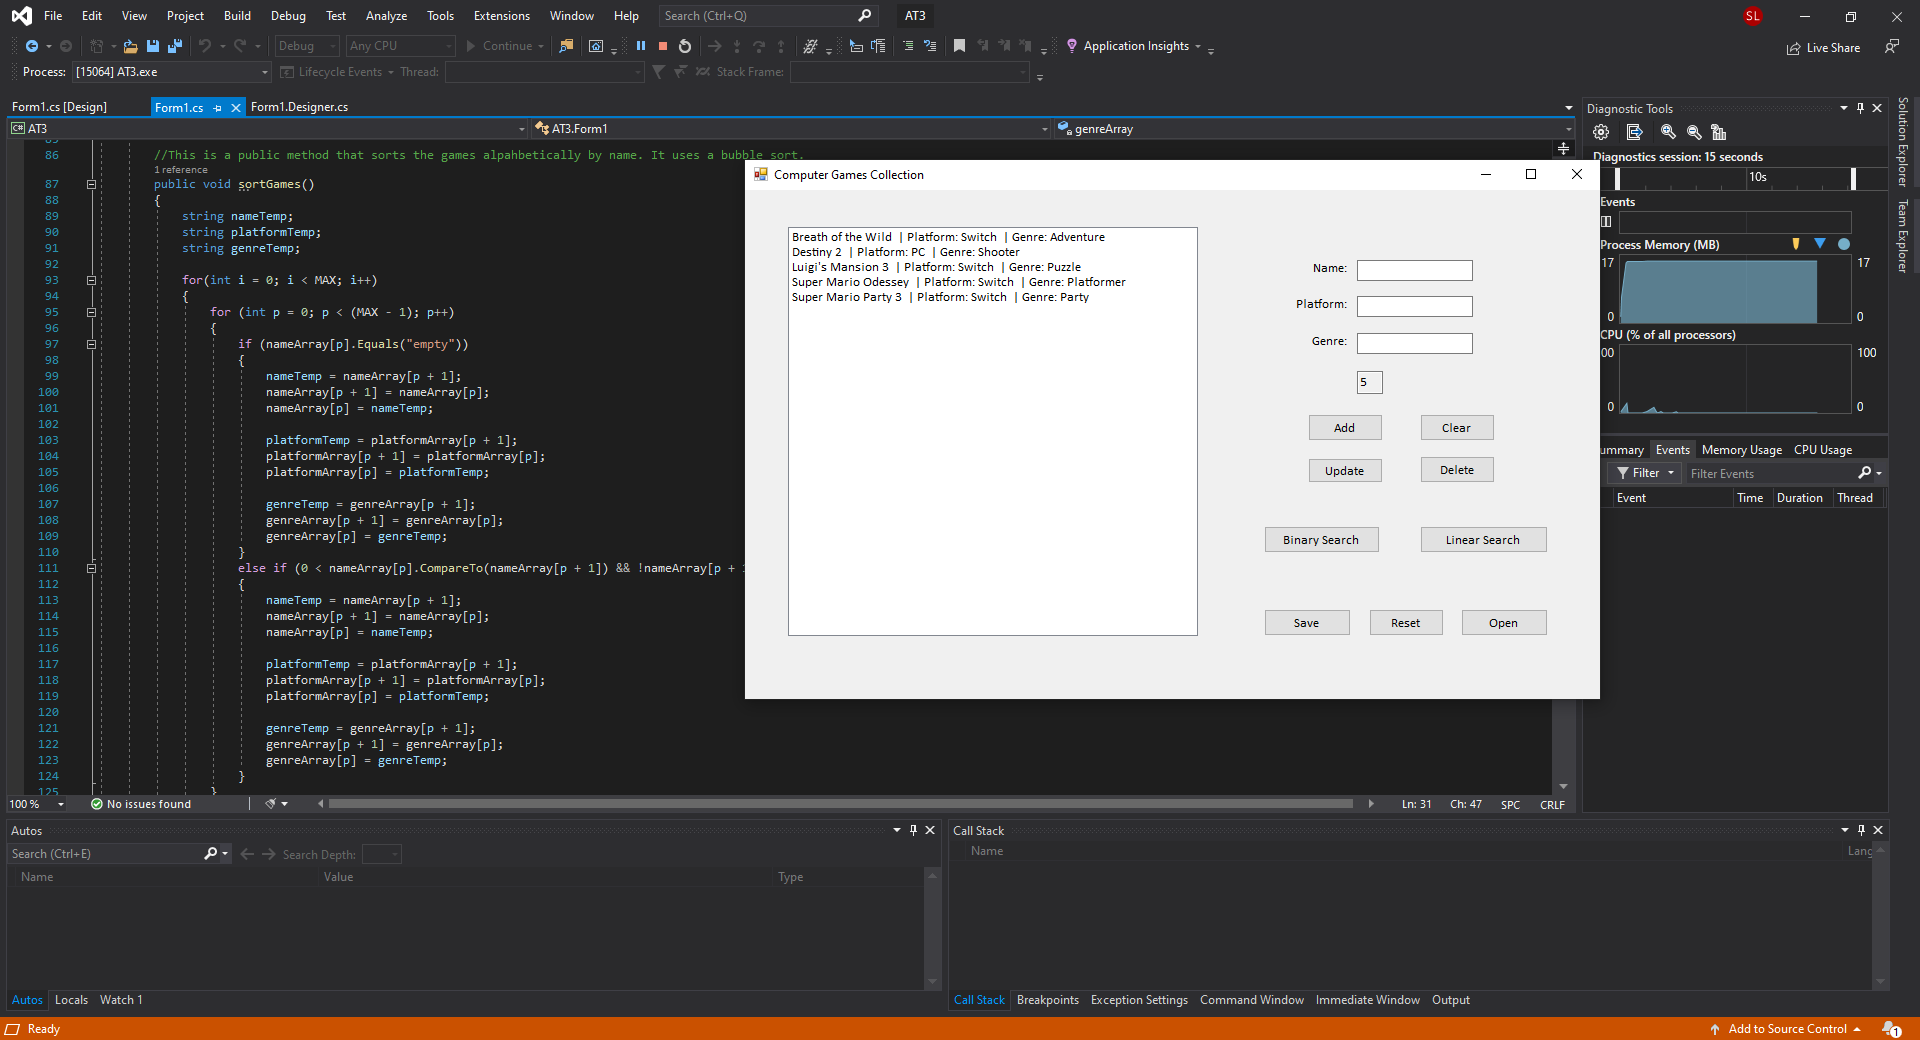 File Edit View Project Build Debug Test Analyze Tools Extensions Window Help Search (Ctrl+Q) AT3 SL
Debug Any CPU Continue Application Insights Live Share
Process: [15064] AT3.exe Lifecycle Events Thread: Stack Frame:
Form1.cs [Design] Form1.cs Form1.Designer.cs
C# AT3 AT3.Form1 genreArray
86 //This is a public method that sorts the games alpahbetically by name. It uses a bubble sort.
1 reference
87 public void sortGames()
88 {
89 string nameTemp;
90 string platformTemp;
91 string genreTemp;
92
93 for(int i = 0; i < MAX; i++)
94 {
95 for (int p = 0; p < (MAX - 1); p++)
96 {
97 if (nameArray[p].Equals("empty"))
98 {
99 nameTemp = nameArray[p + 1];
100 nameArray[p + 1] = nameArray[p];
101 nameArray[p] = nameTemp;
102
103 platformTemp = platformArray[p + 1];
104 platformArray[p + 1] = platformArray[p];
105 platformArray[p] = platformTemp;
106
107 genreTemp = genreArray[p + 1];
108 genreArray[p + 1] = genreArray[p];
109 genreArray[p] = genreTemp;
110 }
111 else if (0 < nameArray[p].CompareTo(nameArray[p + 1]) && !nameArray[p +
112 {
113 nameTemp = nameArray[p + 1];
114 nameArray[p + 1] = nameArray[p];
115 nameArray[p] = nameTemp;
116
117 platformTemp = platformArray[p + 1];
118 platformArray[p + 1] = platformArray[p];
119 platformArray[p] = platformTemp;
120
121 genreTemp = genreArray[p + 1];
122 genreArray[p + 1] = genreArray[p];
123 genreArray[p] = genreTemp;
124 }
125 }
100 % No issues found Ln: 31 Ch: 47 SPC CRLF
Computer Games Collection
Breath of the Wild | Platform: Switch | Genre: Adventure
Destiny 2 | Platform: PC | Genre: Shooter
Luigi's Mansion 3 | Platform: Switch | Genre: Puzzle
Super Mario Odessey | Platform: Switch | Genre: Platformer
Super Mario Party 3 | Platform: Switch | Genre: Party
Name:
Platform:
Genre:
5
Add Clear
Update Delete
Binary Search Linear Search
Save Reset Open
Diagnostic Tools
Diagnostics session: 15 seconds
10s
Events
Process Memory (MB)
17 17
0 0
CPU (% of all processors)
00 100
0 0
ummary Events Memory Usage CPU Usage
Filter Filter Events
Event Time Duration Thread
Solution Explorer
Team Explorer
Autos
Search (Ctrl+E) Search Depth:
Name Value Type
Autos Locals Watch 1
Call Stack
Name Lang
Call Stack Breakpoints Exception Settings Command Window Immediate Window Output
Ready Add to Source Control 1